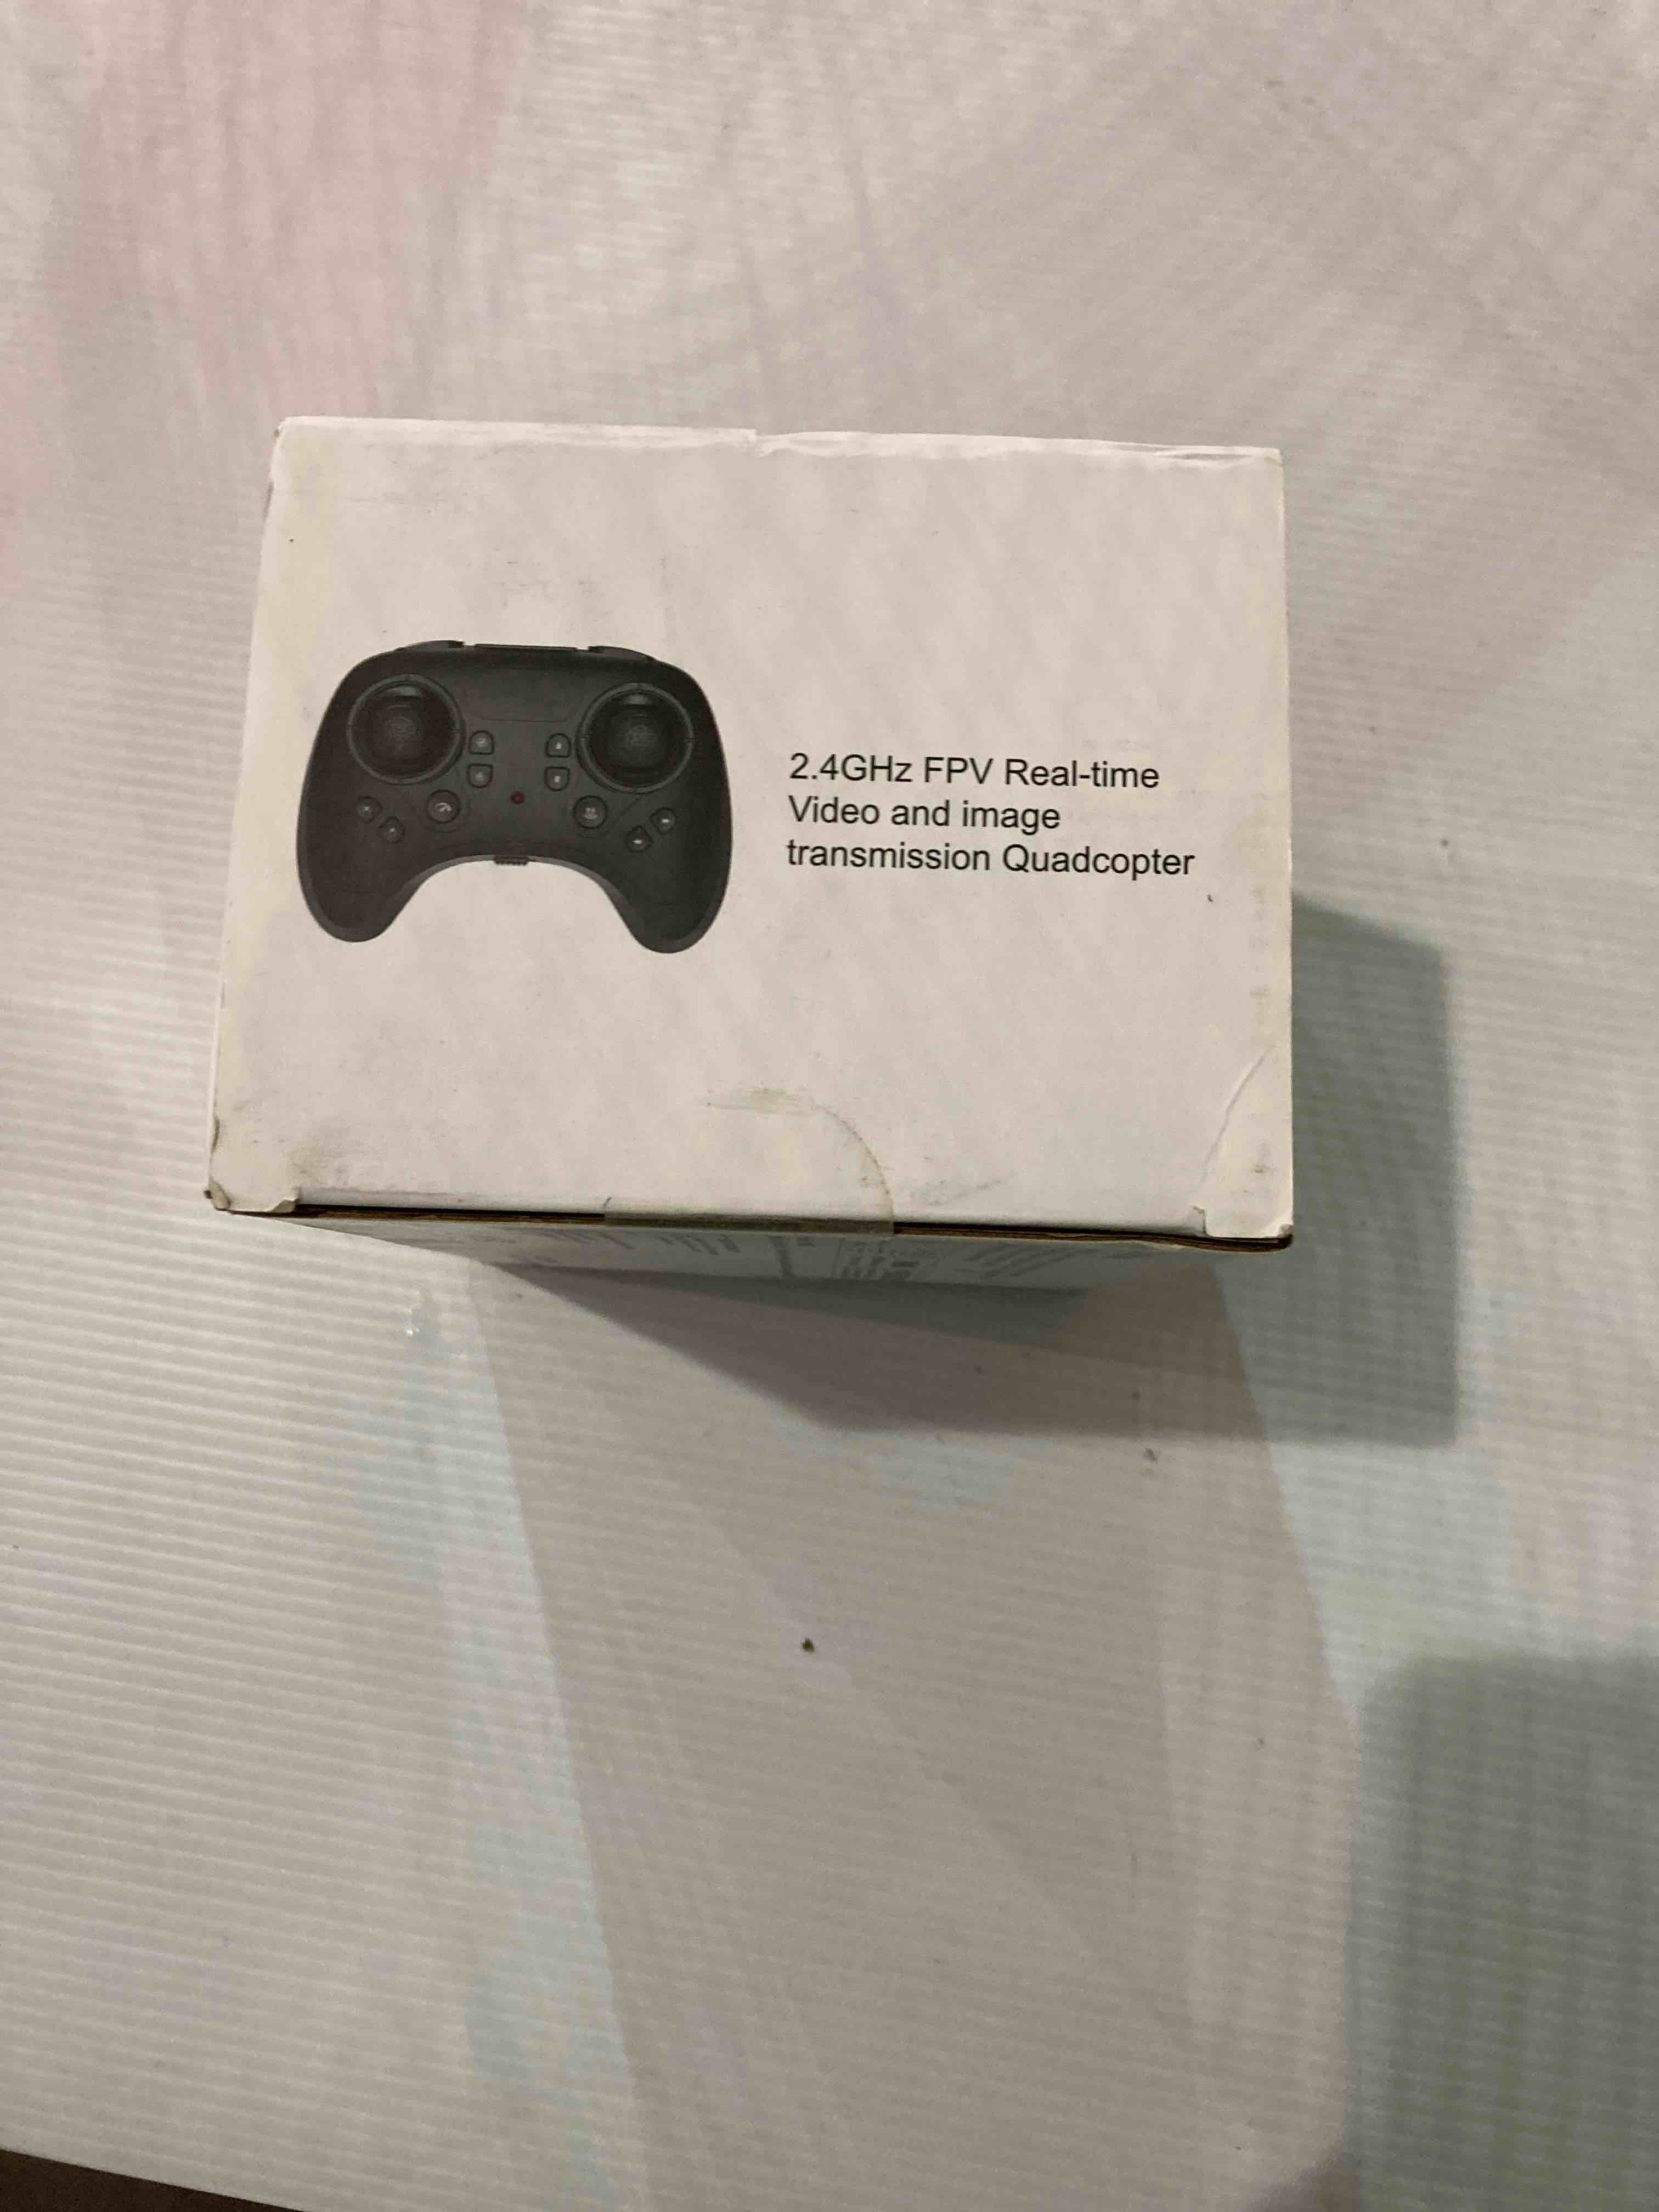 2.4GHz FPV Real-time
Video and image
transmission Quadcopter